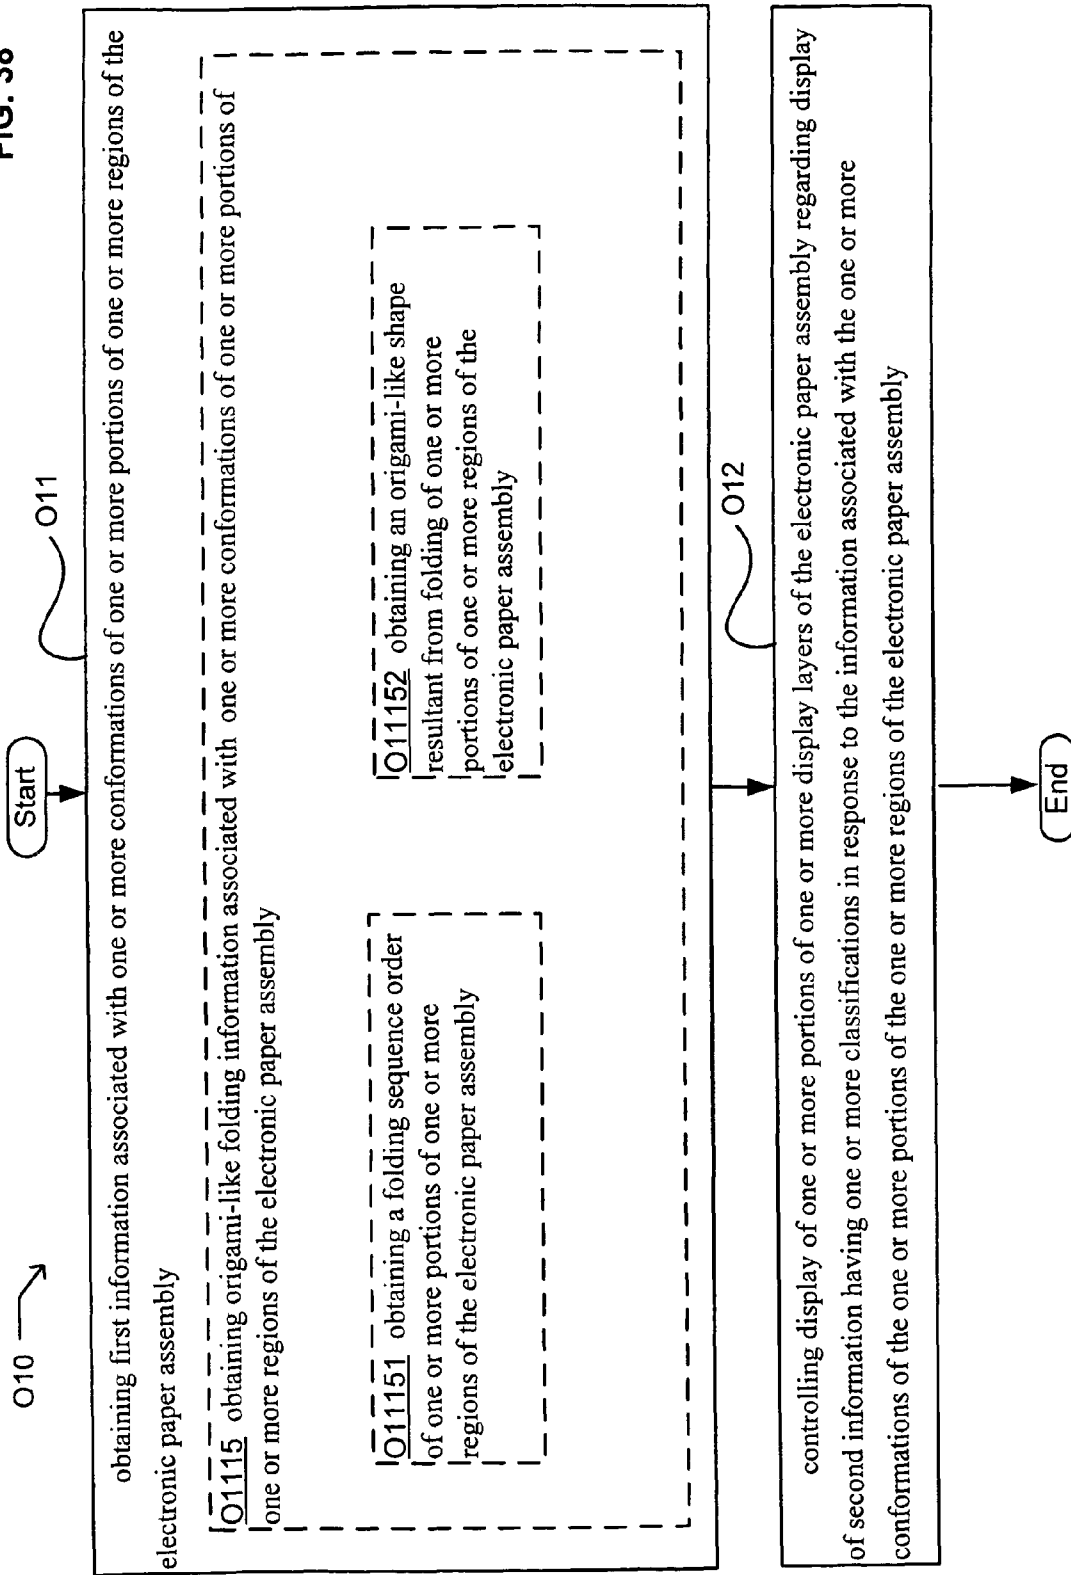 FIG. 38
O10
Start
O11
obtaining first information associated with one or more conformations of one or more portions of one or more regions of the
electronic paper assembly
O1115 obtaining origami-like folding information associated with one or more conformations of one or more portions of
one or more regions of the electronic paper assembly
O11151 obtaining a folding sequence order
of one or more portions of one or more
regions of the electronic paper assembly
O11152 obtaining an origami-like shape
resultant from folding of one or more
portions of one or more regions of the
electronic paper assembly
O12
controlling display of one or more portions of one or more display layers of the electronic paper assembly regarding display
of second information having one or more classifications in response to the information associated with the one or more
conformations of the one or more portions of the one or more regions of the electronic paper assembly
End